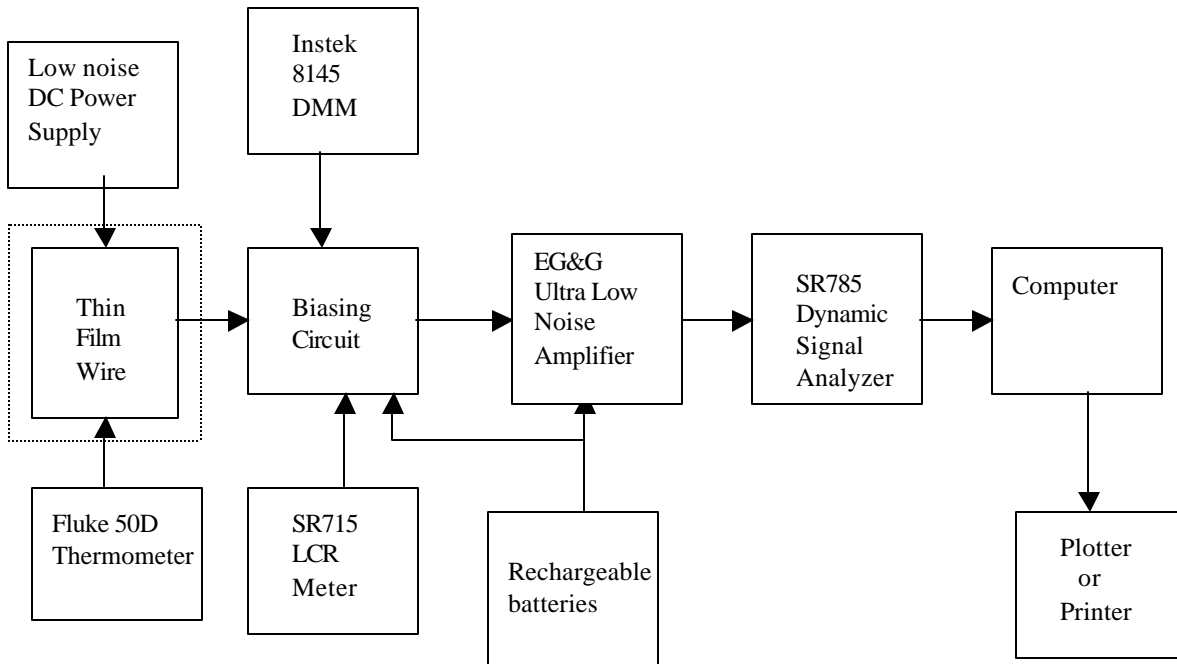 Low noise
DC Power
Supply
Instek
8145
DMM
Thin
Film
Wire
Biasing
Circuit
EG&G
Ultra Low
Noise
Amplifier
SR785
Dynamic
Signal
Analyzer
Computer
Fluke 50D
Thermometer
SR715
LCR
Meter
Rechargeable
batteries
Plotter
or
Printer